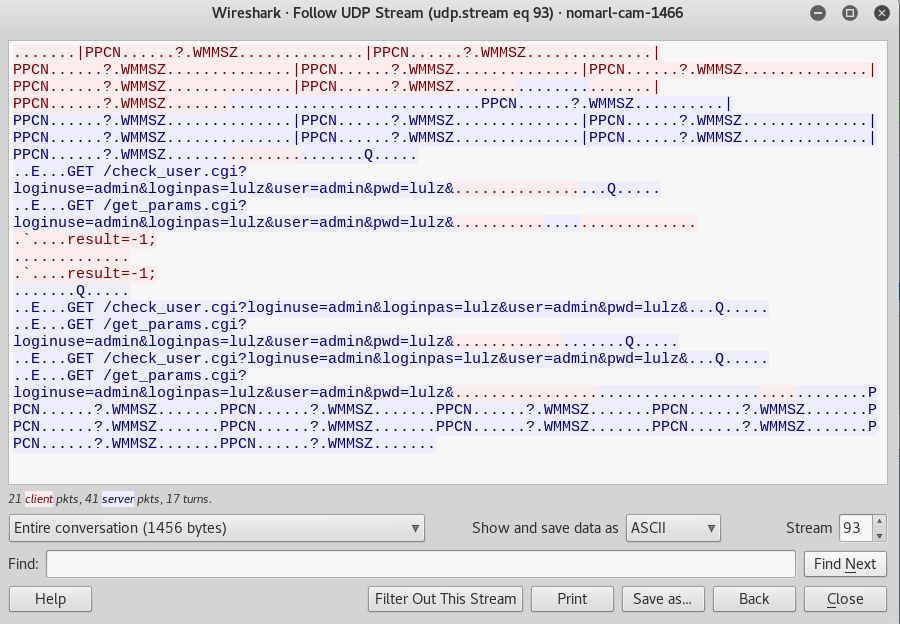 Wireshark · Follow UDP Stream (udp.stream eq 93) · nomarl-cam-1466
.......|PPCN......?.WMMSZ..............|PPCN......?.WMMSZ..............|
PPCN......?.WMMSZ..............|PPCN......?.WMMSZ..............|PPCN......?.WMMSZ..............|
PPCN......?.WMMSZ..............|PPCN......?.WMMSZ......................|
PPCN......?.WMMSZ...................................PPCN......?.WMMSZ..........|
PPCN......?.WMMSZ..............|PPCN......?.WMMSZ..............|PPCN......?.WMMSZ..............|
PPCN......?.WMMSZ..............|PPCN......?.WMMSZ..............|PPCN......?.WMMSZ..............|
PPCN......?.WMMSZ......................Q.....
..E...GET /check_user.cgi?
loginuse=admin&loginpas=lulz&user=admin&pwd=lulz&.................Q.....
..E...GET /get_params.cgi?
loginuse=admin&loginpas=lulz&user=admin&pwd=lulz&...........................
.`....result=-1;
.............
.`....result=-1;
.......Q.....
..E...GET /check_user.cgi?loginuse=admin&loginpas=lulz&user=admin&pwd=lulz&...Q.....
..E...GET /get_params.cgi?
loginuse=admin&loginpas=lulz&user=admin&pwd=lulz&...................Q.....
..E...GET /check_user.cgi?loginuse=admin&loginpas=lulz&user=admin&pwd=lulz&...Q.....
..E...GET /get_params.cgi?
loginuse=admin&loginpas=lulz&user=admin&pwd=lulz&..............................................P
PCN......?.WMMSZ.......PPCN......?.WMMSZ.......PPCN......?.WMMSZ.......PPCN......?.WMMSZ.......P
PCN......?.WMMSZ.......PPCN......?.WMMSZ.......PPCN......?.WMMSZ.......PPCN......?.WMMSZ.......P
PCN......?.WMMSZ.......PPCN......?.WMMSZ.......
21 client pkts, 41 server pkts, 17 turns.
Entire conversation (1456 bytes) Show and save data as ASCII Stream 93
Find: Find Next
Help Filter Out This Stream Print Save as... Back Close